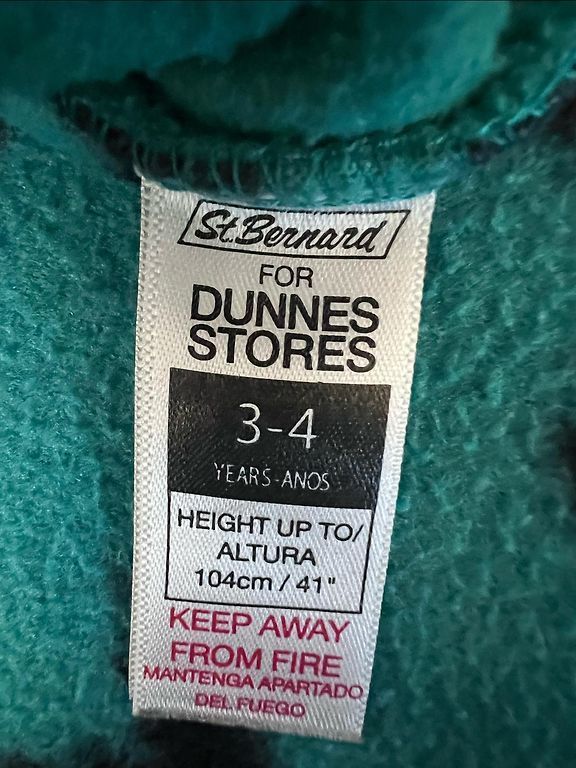 St.Bernard
FOR
DUNNES
STORES
3-4
YEARS-ANOS
HEIGHT UP TO/
ALTURA
104cm / 41"
KEEP AWAY
FROM FIRE
MANTENGA APARTADO
DEL FUEGO